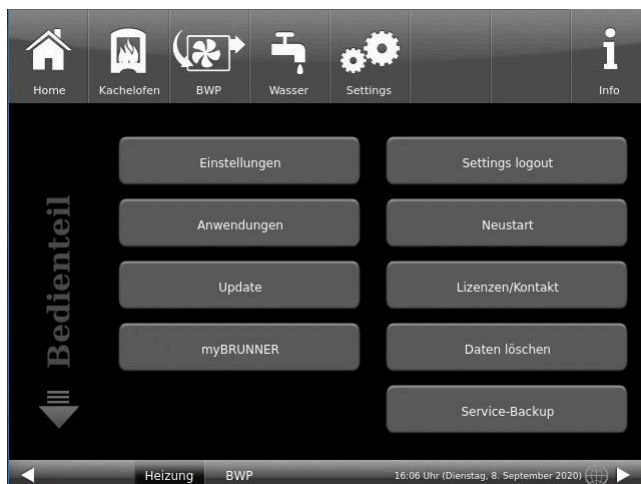 Home Kachelofen BWP Wasser Settings Info
Bedienteil
Einstellungen Settings logout
Anwendungen Neustart
Update Lizenzen/Kontakt
myBRUNNER Daten löschen
Service-Backup
Heizung BWP 16:06 Uhr (Dienstag, 8. September 2020)